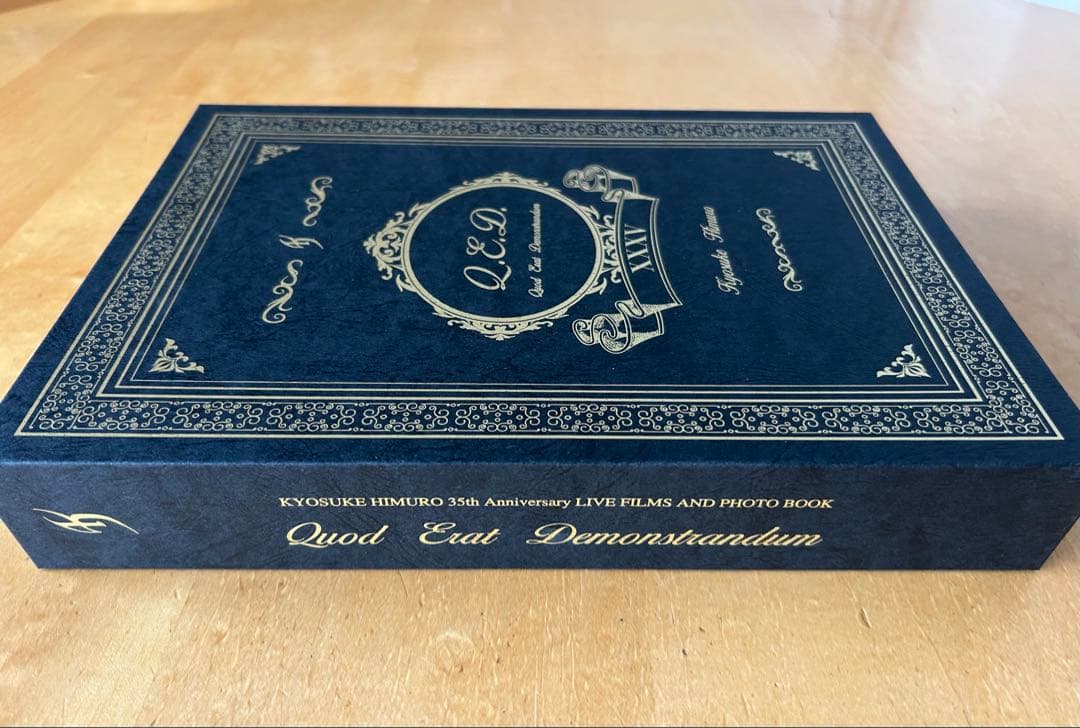 Q.E.D.
Quod Erat Demonstrandum
XXXV
Kyosuke Himuro
KYOSUKE HIMURO 35th Anniversary LIVE FILMS AND PHOTO BOOK
Quod Erat Demonstrandum